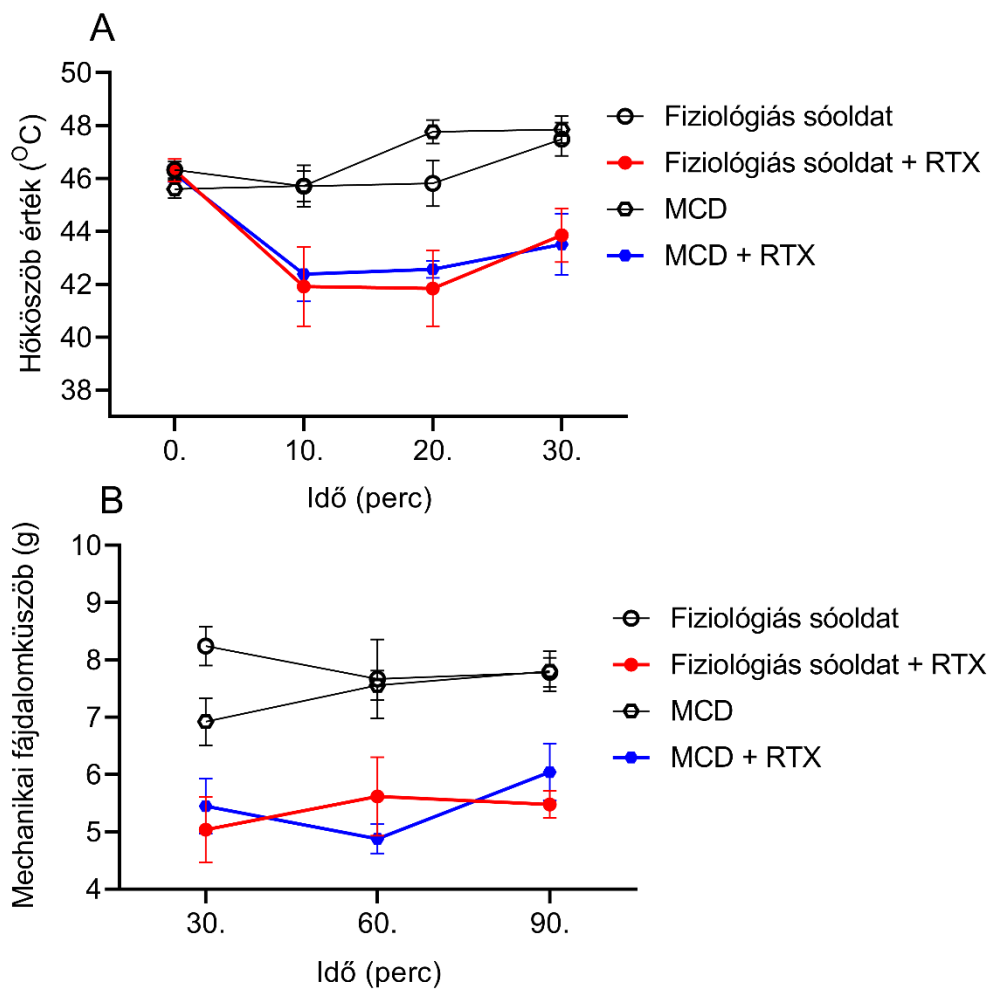 A
Hőköszöb érték (°C)
50
48
46
44
42
40
38
0.
10.
20.
30.
Idő (perc)
Fiziológiás sóoldat
Fiziológiás sóoldat + RTX
MCD
MCD + RTX
B
Mechanikai fájdalomküszöb (g)
10
9
8
7
6
5
4
30.
60.
90.
Idő (perc)
Fiziológiás sóoldat
Fiziológiás sóoldat + RTX
MCD
MCD + RTX